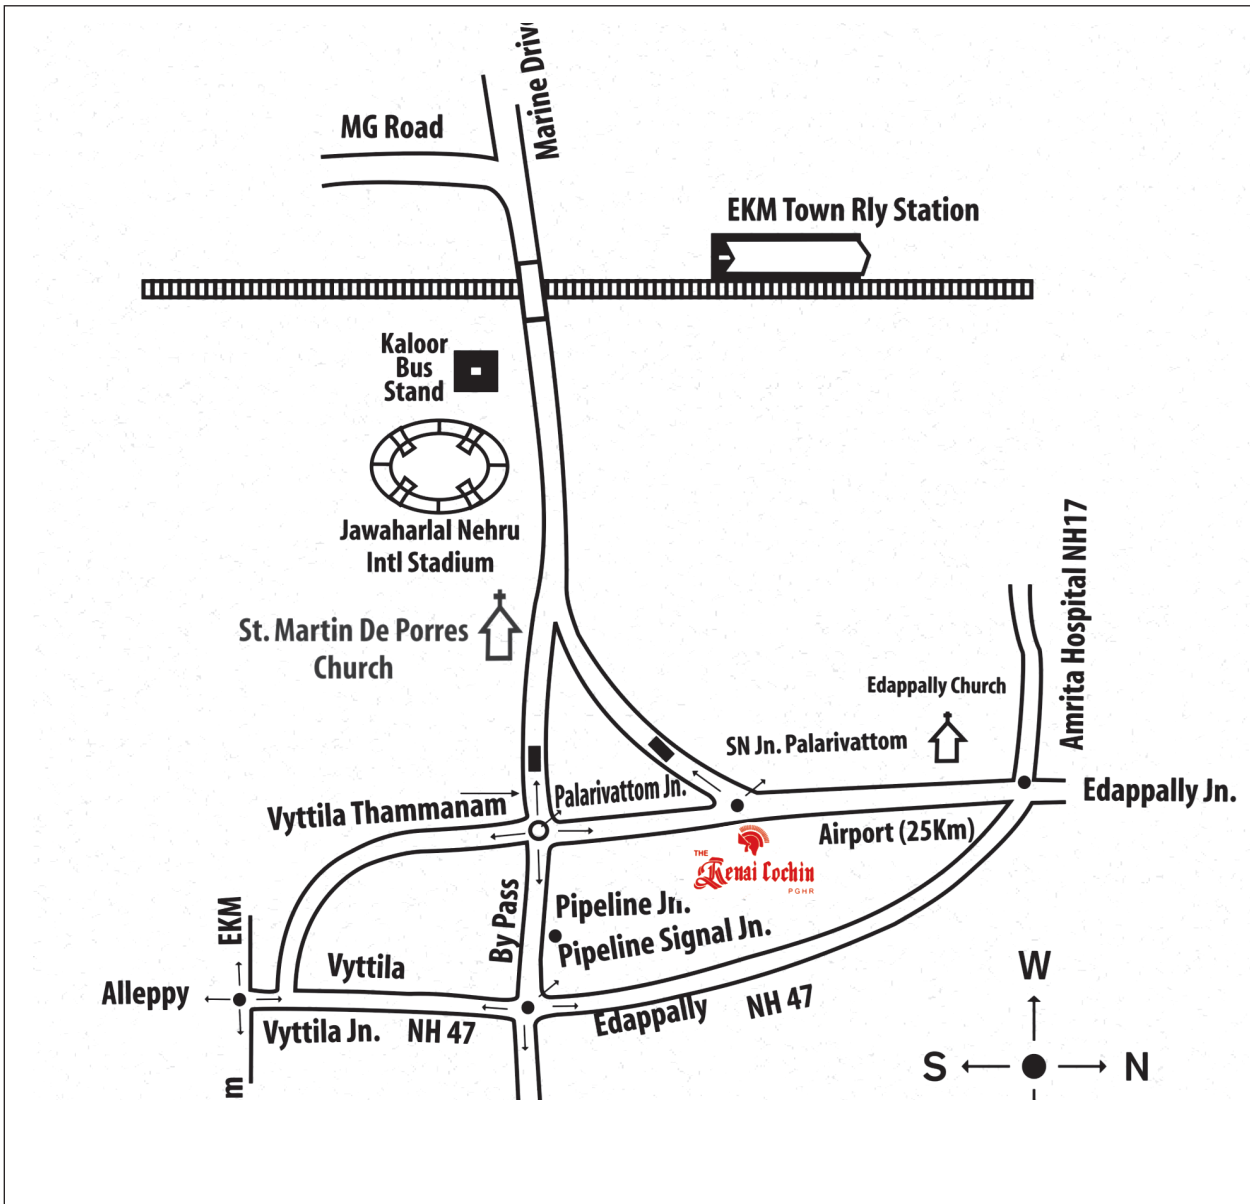 Marine Drive
MG Road
EKM Town Rly Station
Kaloor
Bus
Stand
Jawaharlal Nehru
Intl Stadium
St. Martin De Porres
Church
Amrita Hospital NH17
Edappally Church
SN Jn. Palarivattom
Edappally Jn.
Palarivattom Jn.
Vyttila Thammanam
Airport (25Km)
THE
Kenai Cochin
PGHR
By Pass
Pipeline Jn.
Pipeline Signal Jn.
EKM
Vyttila
Alleppy
Vyttila Jn.
NH 47
Edappally
NH 47
W
S
N
m